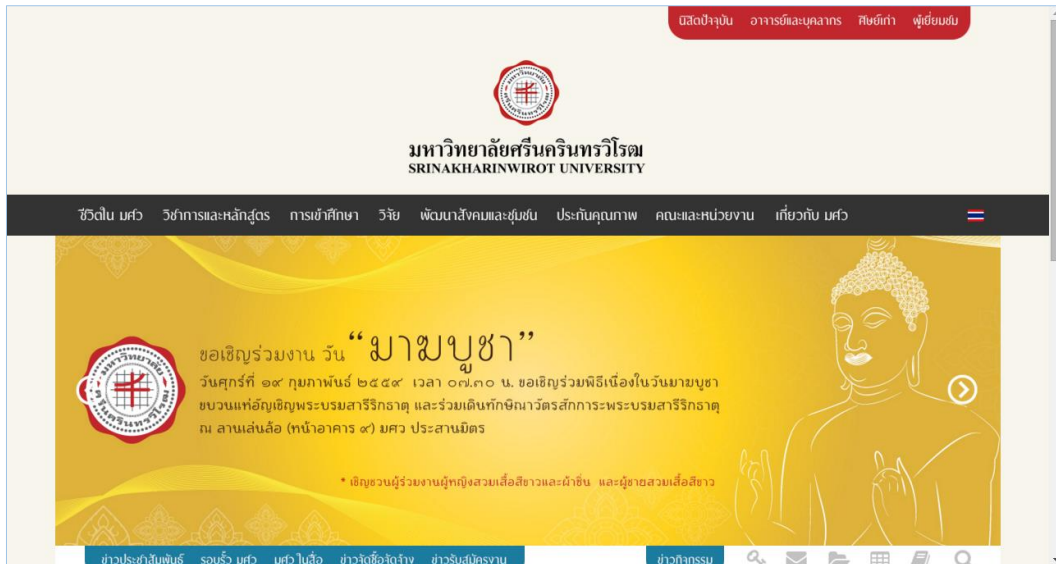 นิสิตปัจจุบัน อาจารย์และบุคลากร ศิษย์เก่า ผู้เยี่ยมชม
มหาวิทยาลัยศรีนครินทรวิโรฒ
SRINAKHARINWIROT UNIVERSITY
ชีวิตใน มศว วิชาการและหลักสูตร การเข้าศึกษา วิจัย พัฒนาสังคมและชุมชน ประกันคุณภาพ คณะและหน่วยงาน เกี่ยวกับ มศว
ขอเชิญร่วมงาน วัน “มาฆบูชา”
วันศุกร์ที่ ๑๙ กุมภาพันธ์ ๒๕๕๙ เวลา ๐๗.๓๐ น. ขอเชิญร่วมพิธีเนื่องในวันมาฆบูชา
ขบวนแห่อัญเชิญพระบรมสารีริกธาตุ และร่วมเดินทักษิณาวัตรสักการะพระบรมสารีริกธาตุ
ณ ลานเล่นล้อ (หน้าอาคาร ๙) มศว ประสานมิตร
* เชิญชวนผู้ร่วมงานผู้หญิงสวมเสื้อสีขาวและผ้าซิ่น และผู้ชายสวมเสื้อสีขาว
ข่าวประชาสัมพันธ์ รอบรั้ว มศว มศว ในสื่อ ข่าวจัดซื้อจัดจ้าง ข่าวรับสมัครงาน ข่าวกิจกรรม